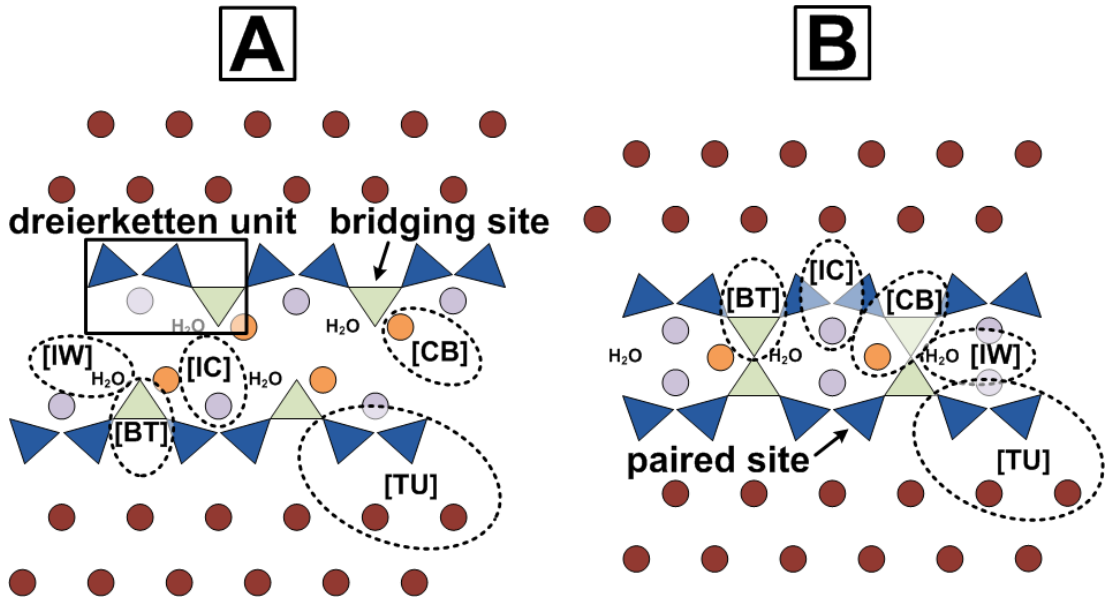 A
dreierketten unit
bridging site
H₂O
H₂O
[CB]
[IW]
H₂O
[IC]
H₂O
[BT]
[TU]
B
[BT]
[IC]
[CB]
H₂O
H₂O
H₂O
[IW]
paired site
[TU]